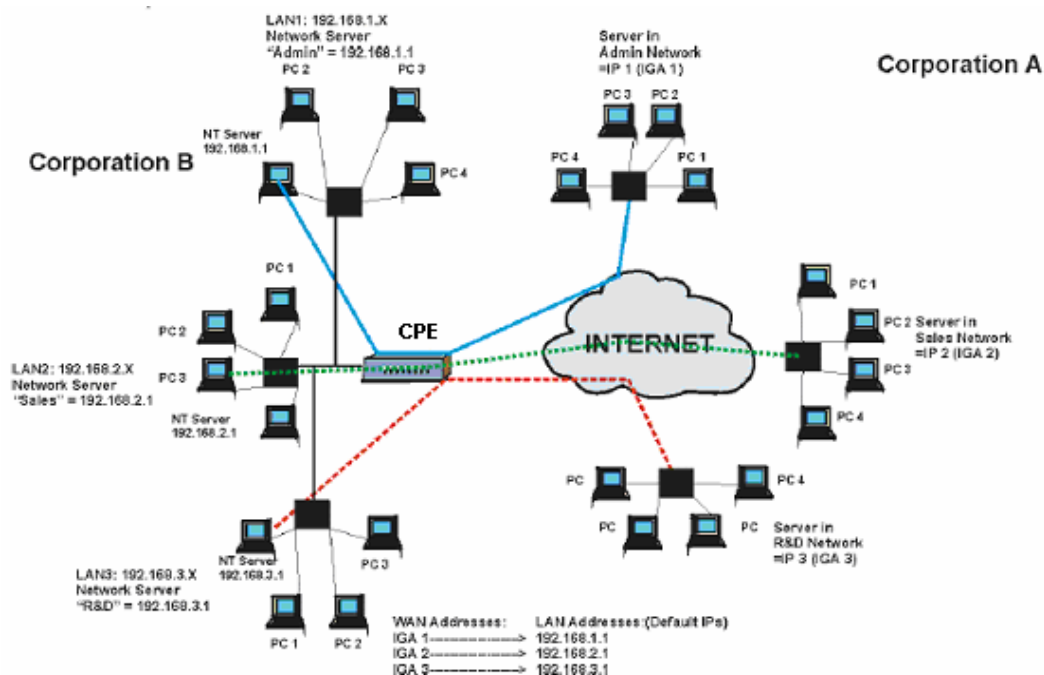 LAN1: 192.168.1.X
Network Server
"Admin" = 192.168.1.1
PC 2
PC 3
NT Server
192.168.1.1
PC 4
Corporation B
Server in
Admin Network
=IP 1 (IGA 1)
PC 3
PC 2
PC 4
PC 1
Corporation A
PC 1
PC 2
PC 3
LAN2: 192.168.2.X
Network Server
"Sales" = 192.168.2.1
NT Server
192.168.2.1
CPE
INTERNET
PC 1
PC 2
Server in
Sales Network
=IP 2 (IGA 2)
PC 3
PC 4
NT Server
192.168.3.1
PC 3
LAN3: 192.168.3.X
Network Server
"R&D" = 192.168.3.1
PC 1
PC 2
PC
PC 4
PC
PC
Server in
R&D Network
=IP 3 (IGA 3)
WAN Addresses: LAN Addresses:(Default IPs)
IGA 1---------------> 192.168.1.1
IGA 2---------------> 192.168.2.1
IGA 3---------------> 192.168.3.1